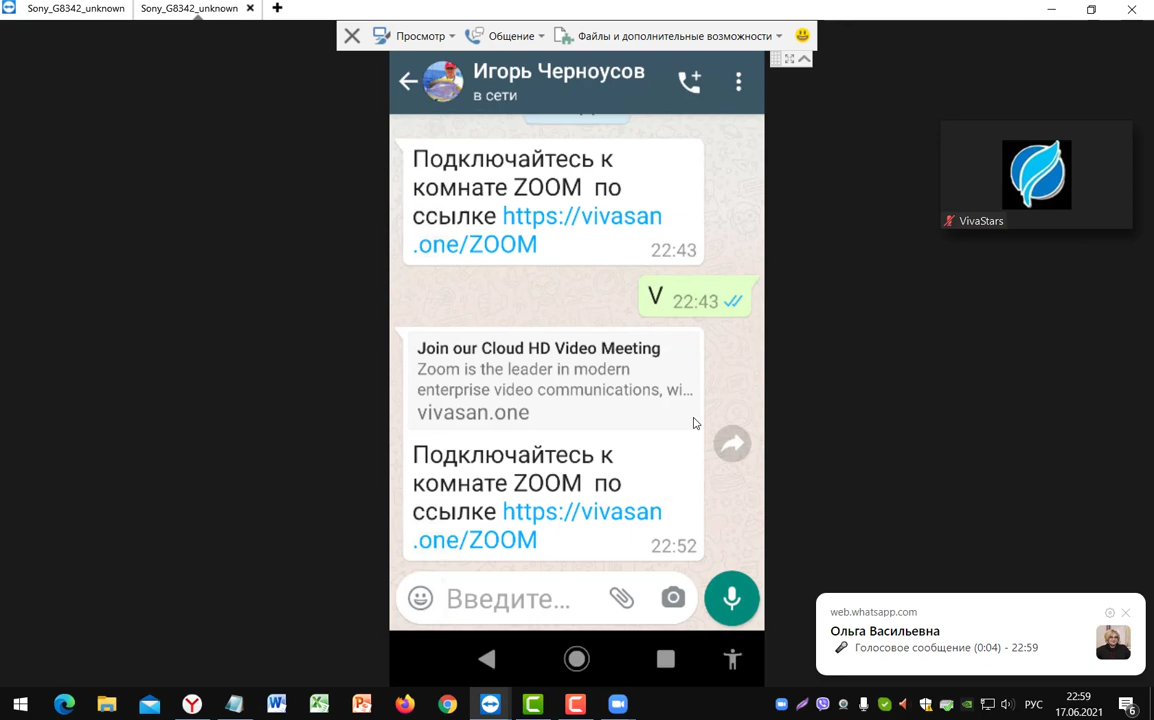 Sony_G8342_unknown
Sony_G8342_unknown
Просмотр
Общение
Файлы и дополнительные возможности
Игорь Черноусов
в сети
Подключайтесь к
комнате ZOOM по
ссылке https://vivasan
.one/ZOOM
22:43
V 22:43
Join our Cloud HD Video Meeting
Zoom is the leader in modern
enterprise video communications, wi...
vivasan.one
Подключайтесь к
комнате ZOOM по
ссылке https://vivasan
.one/ZOOM
22:52
Введите...
VivaStars
web.whatsapp.com
Ольга Васильевна
Голосовое сообщение (0:04) - 22:59
РУС
22:59
17.06.2021
6